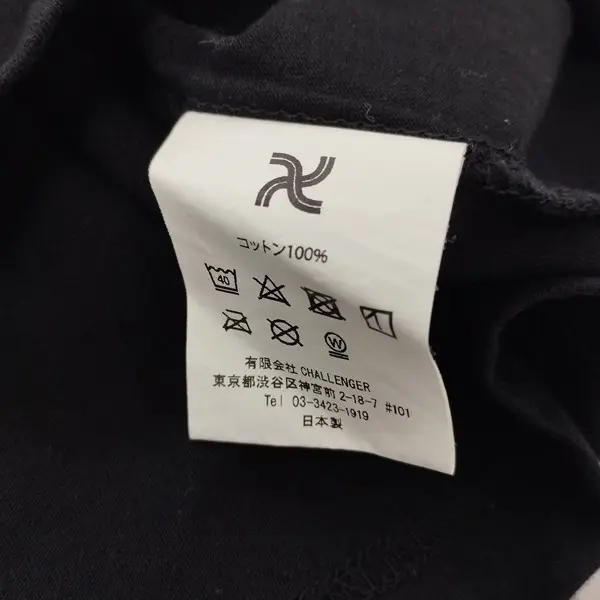 コットン100%
40
W
有限会社 CHALLENGER
東京都渋谷区神宮前 2-18-7 #101
Tel 03-3423-1919
日本製